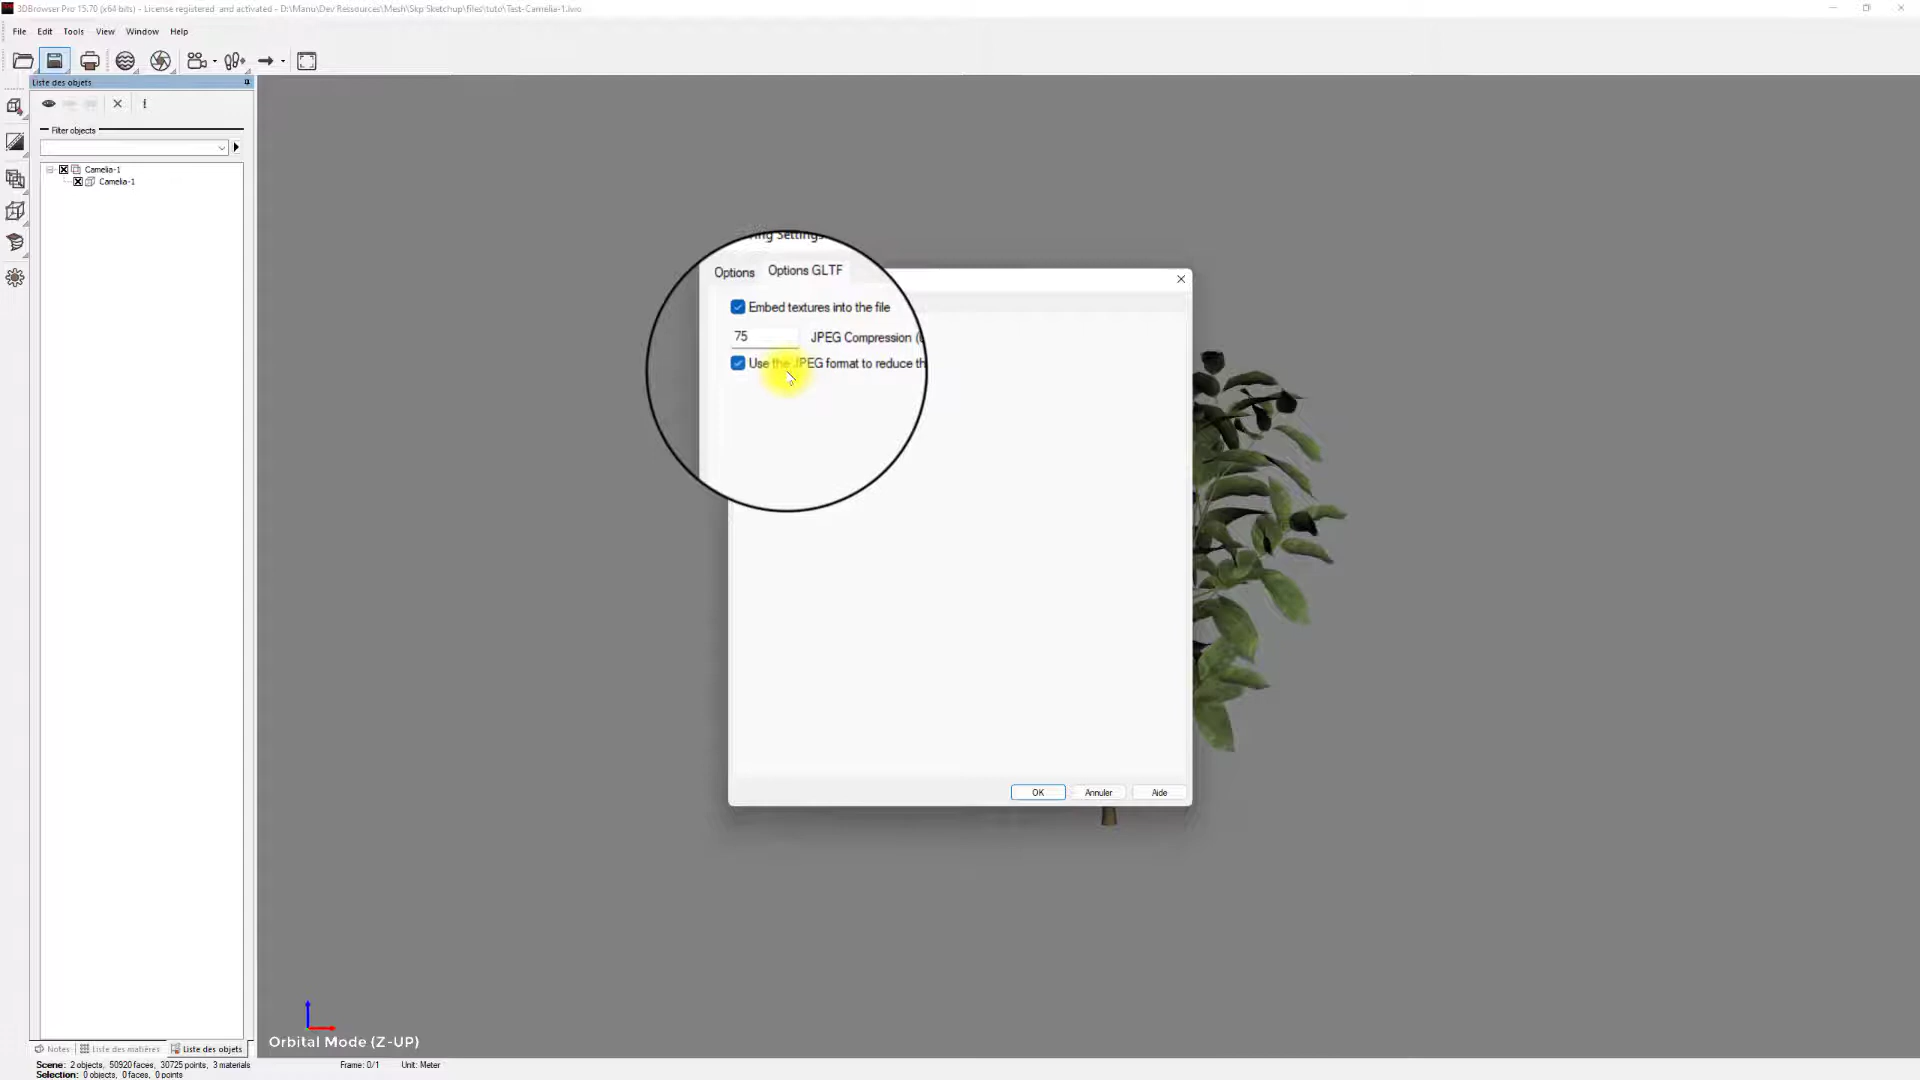 3DBrowser Pro 15.70 (x64 bits) - License registered and activated - D:\Manu\Dev Ressources\Mesh\Skp Sketchup\files\tuto\Test-Camelia-1.lwo
File Edit Tools View Window Help
Liste des objets
Filter objects
Camelia-1
Camelia-1
Settings
Options Options GLTF
Embed textures into the file
75 JPEG Compression
Use the JPEG format to reduce
OK Annuler Aide
Orbital Mode (Z-UP)
Notes Liste des matières Liste des objets
Scene: 2 objects, 50920 faces, 30725 points, 3 materials Frame: 0/1 Unit: Meter
Selection: 0 objects, 0 faces, 0 points